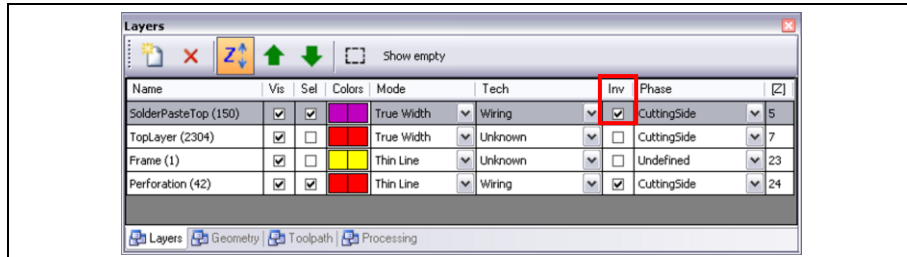 Layers
Z Show empty
Name Vis Sel Colors Mode Tech Inv Phase [Z]
SolderPasteTop (150) True Width Wiring CuttingSide 5
TopLayer (2304) True Width Unknown CuttingSide 7
Frame (1) Thin Line Unknown Undefined 23
Perforation (42) Thin Line Wiring CuttingSide 24
Layers Geometry Toolpath Processing